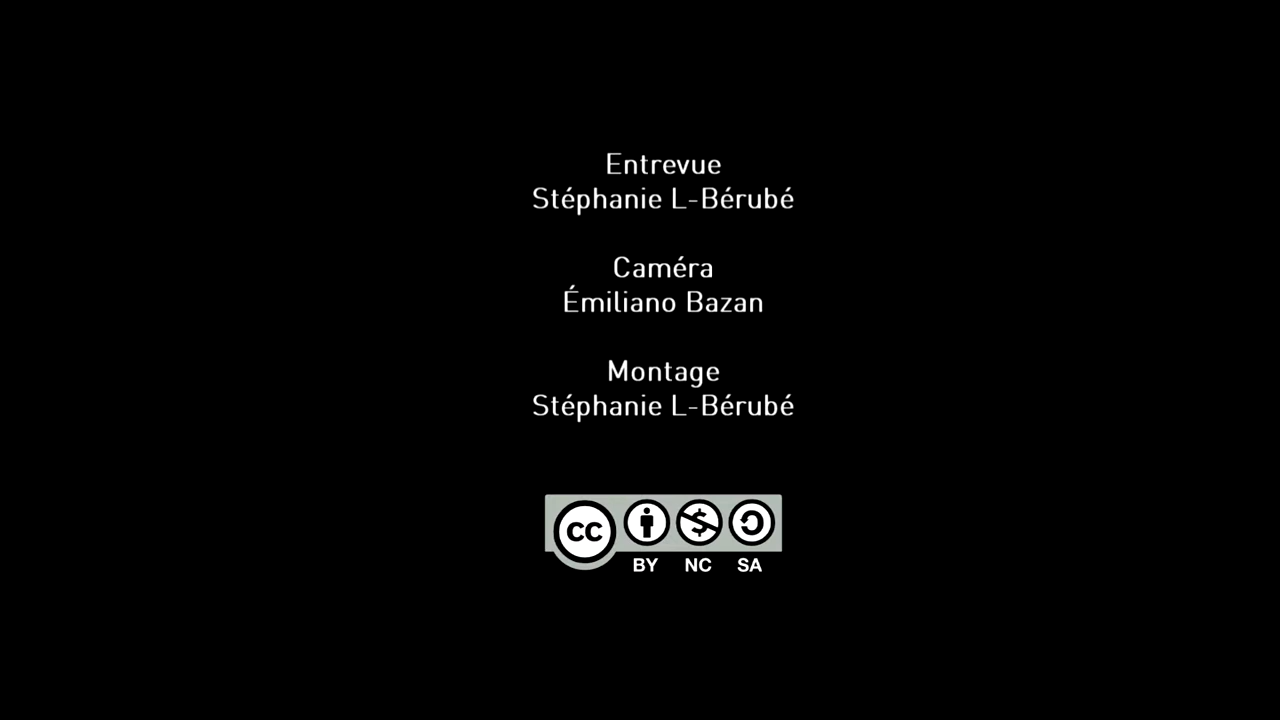 Entrevue
Stéphanie L-Bérubé
Caméra
Émiliano Bazan
Montage
Stéphanie L-Bérubé
CC
BY NC SA